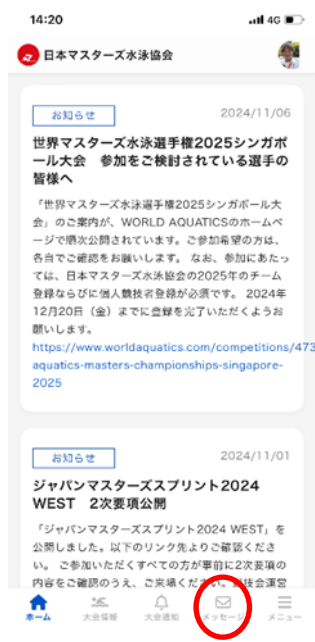 14:20
4G
日本マスターズ水泳協会
お知らせ
2024/11/06
世界マスターズ水泳選手権2025シンガポ
ール大会 参加をご検討されている選手の
皆様へ
「世界マスターズ水泳選手権2025シンガポール大
会」のご案内が、WORLD AQUATICSのホームペ
ージで順次公開されています。ご参加希望の方は、
各自でご確認をお願いします。 なお、参加にあたっ
ては、日本マスターズ水泳協会の2025年のチーム
登録ならびに個人競技者登録が必須です。 2024年
12月20日（金）までに登録を完了いただくようお
願いします。
https://www.worldaquatics.com/competitions/473
aquatics-masters-championships-singapore-
2025
お知らせ
2024/11/01
ジャパンマスターズスプリント2024
WEST 2次要項公開
「ジャパンマスターズスプリント2024 WEST」を
公開しました。以下のリンク先よりご確認くださ
い。 ご参加いただくすべての方が事前に2次要項の
内容をご確認のうえ、ご来場ください。
ホーム
大会情報
大会通知
メッセージ
メニュー